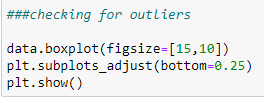 ###checking for outliers
data.boxplot(figsize=[15,10])
plt.subplots_adjust(bottom=0.25)
plt.show()